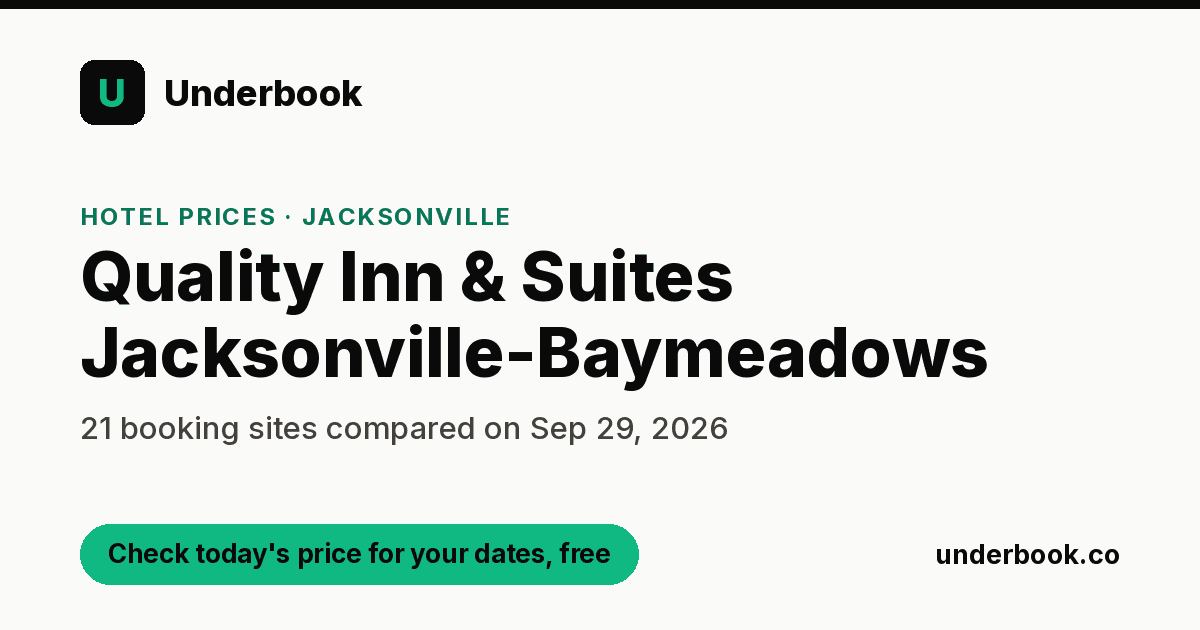 U
Underbook
HOTEL PRICES · JACKSONVILLE
Quality Inn & Suites
Jacksonville-Baymeadows
21 booking sites compared on Sep 29, 2026
Check today's price for your dates, free
underbook.co